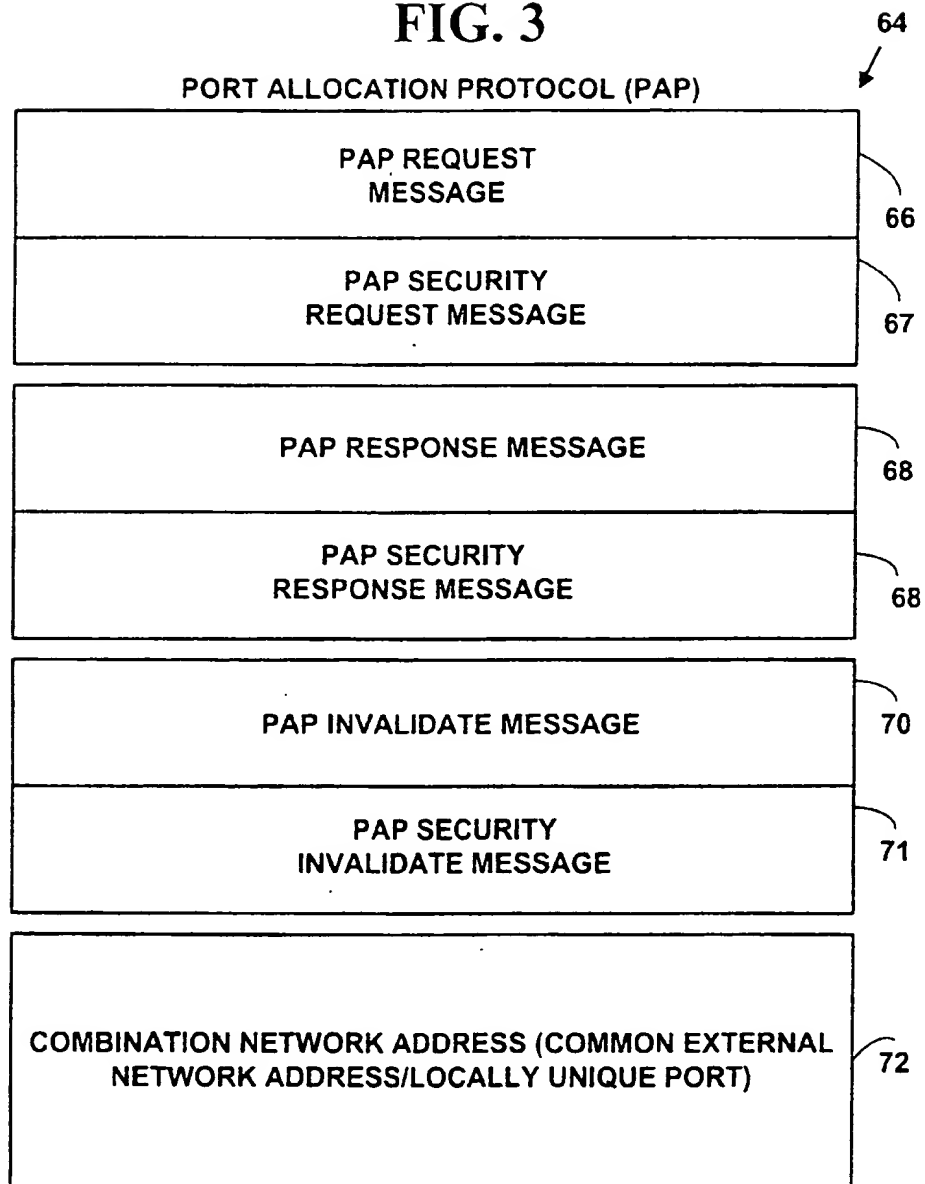 FIG. 3
64
PORT ALLOCATION PROTOCOL (PAP)
PAP REQUEST
MESSAGE
66
PAP SECURITY
REQUEST MESSAGE
67
PAP RESPONSE MESSAGE
68
PAP SECURITY
RESPONSE MESSAGE
68
PAP INVALIDATE MESSAGE
70
PAP SECURITY
INVALIDATE MESSAGE
71
COMBINATION NETWORK ADDRESS (COMMON EXTERNAL
NETWORK ADDRESS/LOCALLY UNIQUE PORT)
72